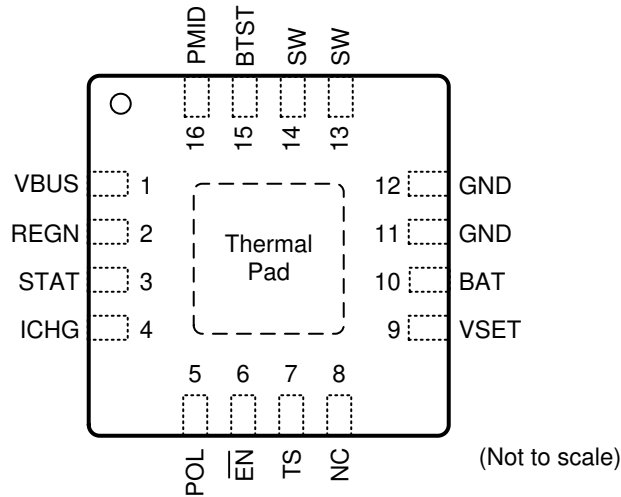 PMID BTST SW SW
16 15 14 13
VBUS 1 12 GND
REGN 2 11 GND
STAT 3 10 BAT
ICHG 4 9 VSET
Thermal
Pad
5 6 7 8
POL E̅N̅ TS NC
(Not to scale)